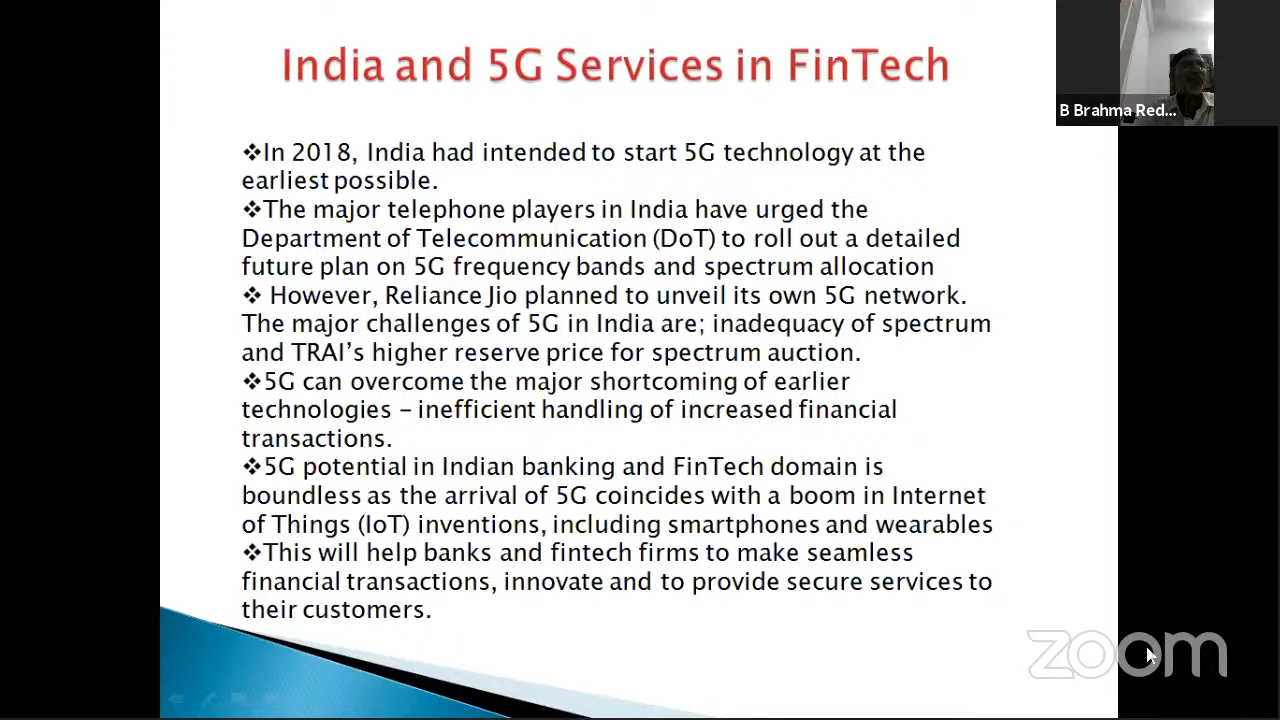 India and 5G Services in FinTech
B Brahma Red...
❖In 2018, India had intended to start 5G technology at the
earliest possible.
❖The major telephone players in India have urged the
Department of Telecommunication (DoT) to roll out a detailed
future plan on 5G frequency bands and spectrum allocation
❖ However, Reliance Jio planned to unveil its own 5G network.
The major challenges of 5G in India are; inadequacy of spectrum
and TRAI’s higher reserve price for spectrum auction.
❖5G can overcome the major shortcoming of earlier
technologies – inefficient handling of increased financial
transactions.
❖5G potential in Indian banking and FinTech domain is
boundless as the arrival of 5G coincides with a boom in Internet
of Things (IoT) inventions, including smartphones and wearables
❖This will help banks and fintech firms to make seamless
financial transactions, innovate and to provide secure services to
their customers.
zoom